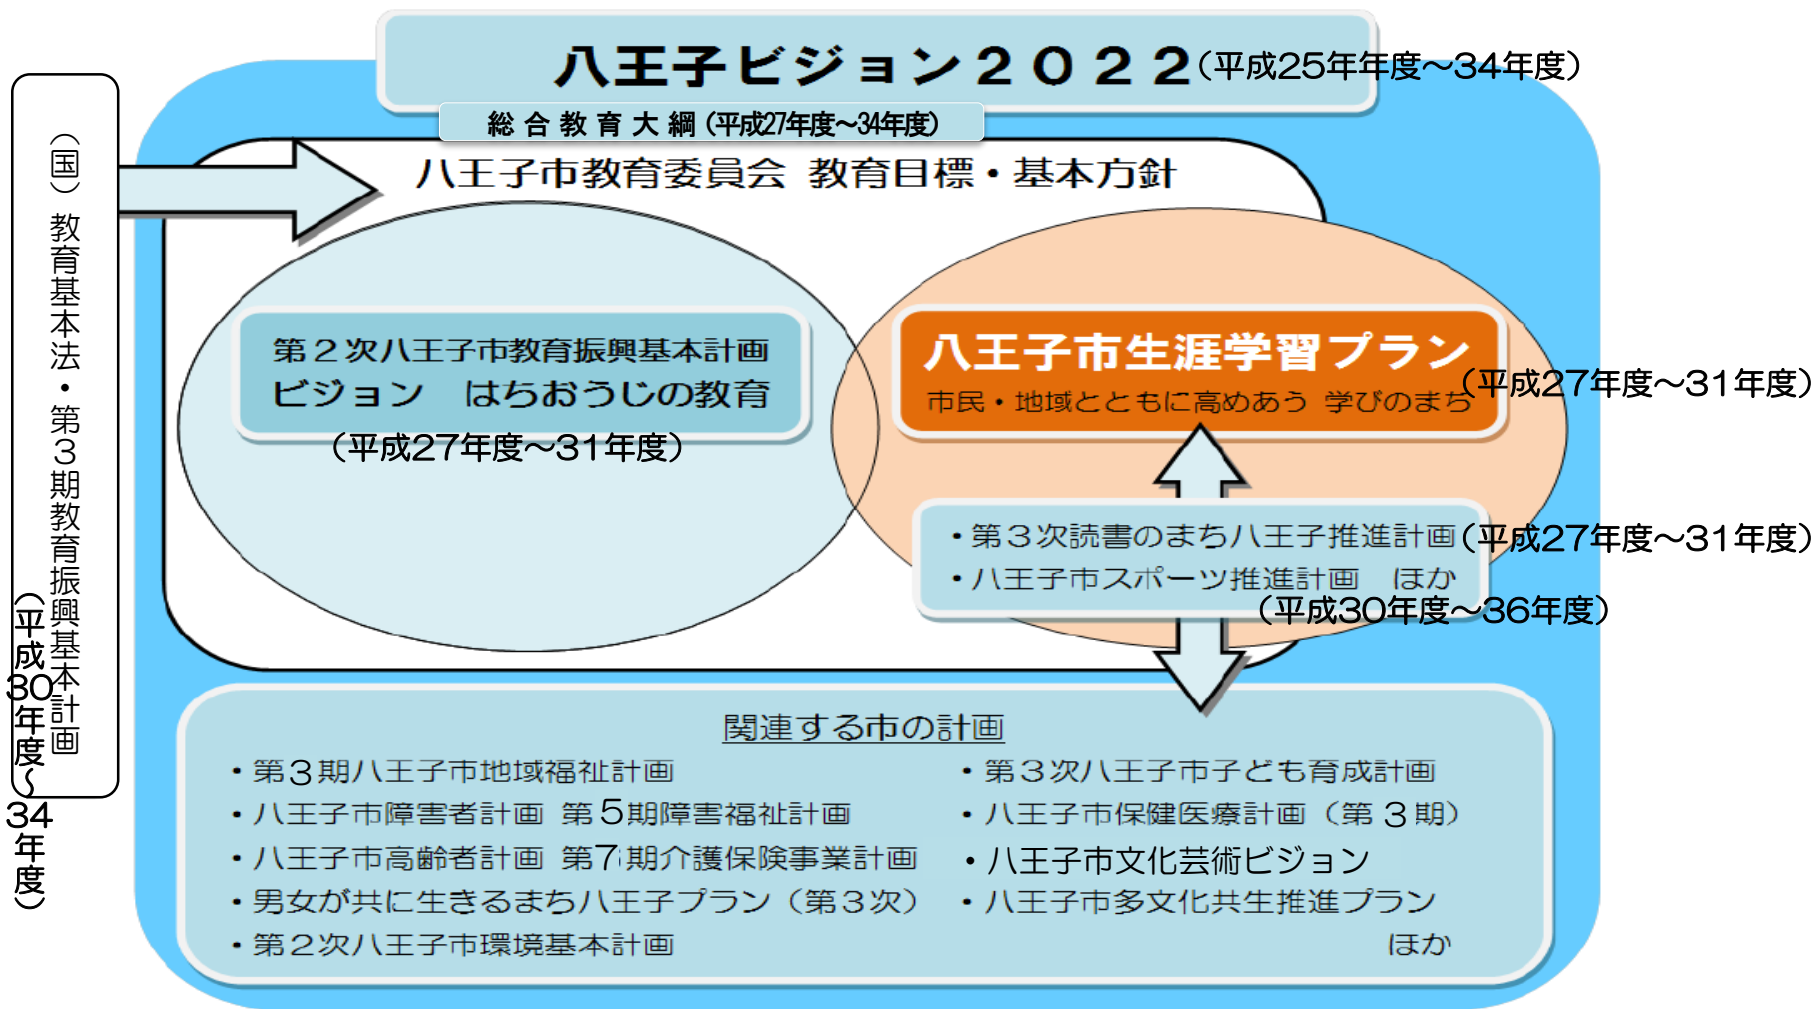 八王子ビジョン２０２２(平成25年年度～34年度)
総合教育大綱(平成27年度～34年度)
（国）教育基本法・第３期教育振興基本計画
(平成30年度～34年度)
八王子市教育委員会 教育目標・基本方針
第２次八王子市教育振興基本計画
ビジョン　はちおうじの教育
(平成27年度～31年度)
八王子市生涯学習プラン
市民・地域とともに高めあう 学びのまち
(平成27年度～31年度)
・第３次読書のまち八王子推進計画(平成27年度～31年度)
・八王子市スポーツ推進計画　ほか
(平成30年度～36年度)
関連する市の計画
・第３期八王子市地域福祉計画
・八王子市障害者計画 第５期障害福祉計画
・八王子市高齢者計画 第7期介護保険事業計画
・男女が共に生きるまち八王子プラン（第３次）
・第２次八王子市環境基本計画
・第３次八王子市子ども育成計画
・八王子市保健医療計画（第３期）
・八王子市文化芸術ビジョン
・八王子市多文化共生推進プラン
ほか